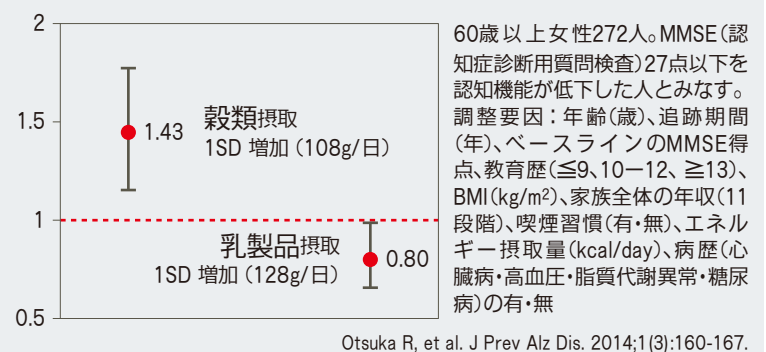 2
1.5
1
0.5
1.43
穀類摂取
1SD 増加 (108g/日)
乳製品摂取
1SD 増加 (128g/日)
0.80
60歳以上女性272人。MMSE(認
知症診断用質問検査)27点以下を
認知機能が低下した人とみなす。
調整要因：年齢(歳)、追跡期間
(年)、ベースラインのMMSE得
点、教育歴(≦9、10ー12、≧13)、
BMI(kg/m²)、家族全体の年収(11
段階)、喫煙習慣(有・無)、エネル
ギー摂取量(kcal/day)、病歴(心
臓病・高血圧・脂質代謝異常・糖尿
病)の有・無
Otsuka R, et al. J Prev Alz Dis. 2014;1(3):160-167.